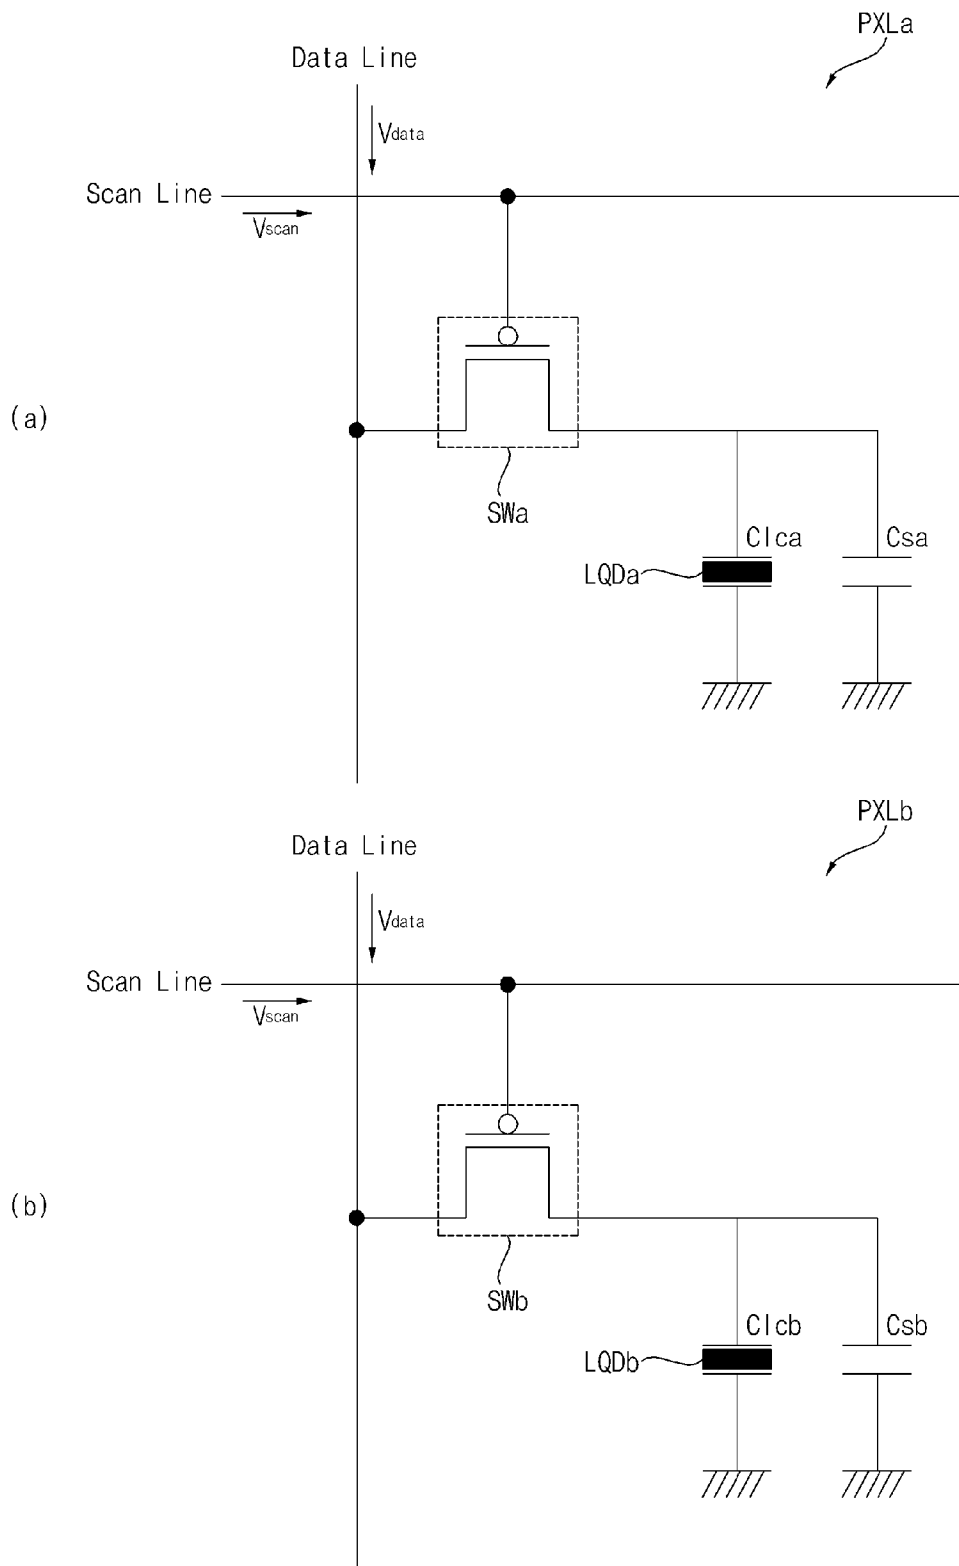 PXLa
Data Line
Vdata
Scan Line
Vscan
(a)
SWa
Clca
Csa
LQDa
PXLb
Data Line
Vdata
Scan Line
Vscan
(b)
SWb
Clcb
Csb
LQDb